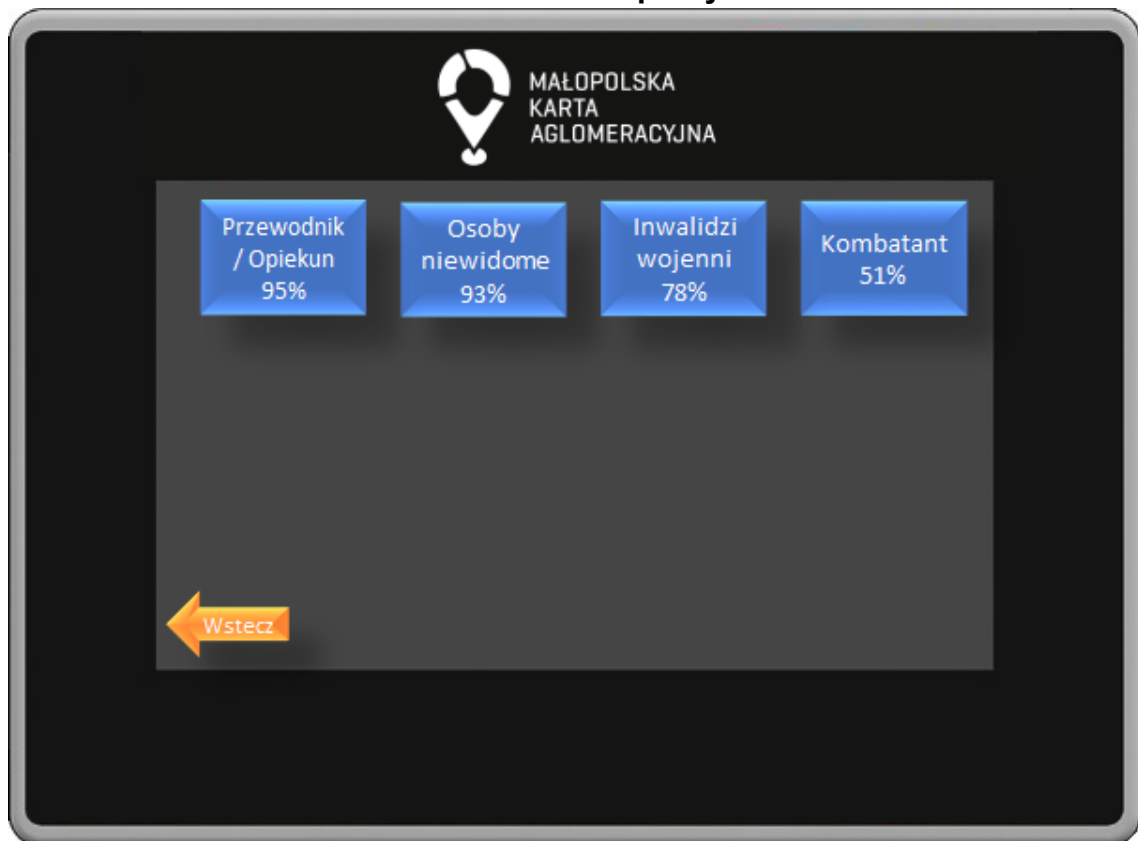 MAŁOPOLSKA
KARTA
AGLOMERACYJNA
Przewodnik
/ Opiekun
95%
Osoby
niewidome
93%
Inwalidzi
wojenni
78%
Kombatant
51%
Wstecz